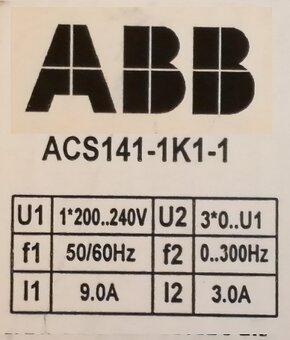 ABB
ACS141-1K1-1
U1 1*200..240V U2 3*0..U1
f1 50/60Hz f2 0..300Hz
I1 9.0A I2 3.0A